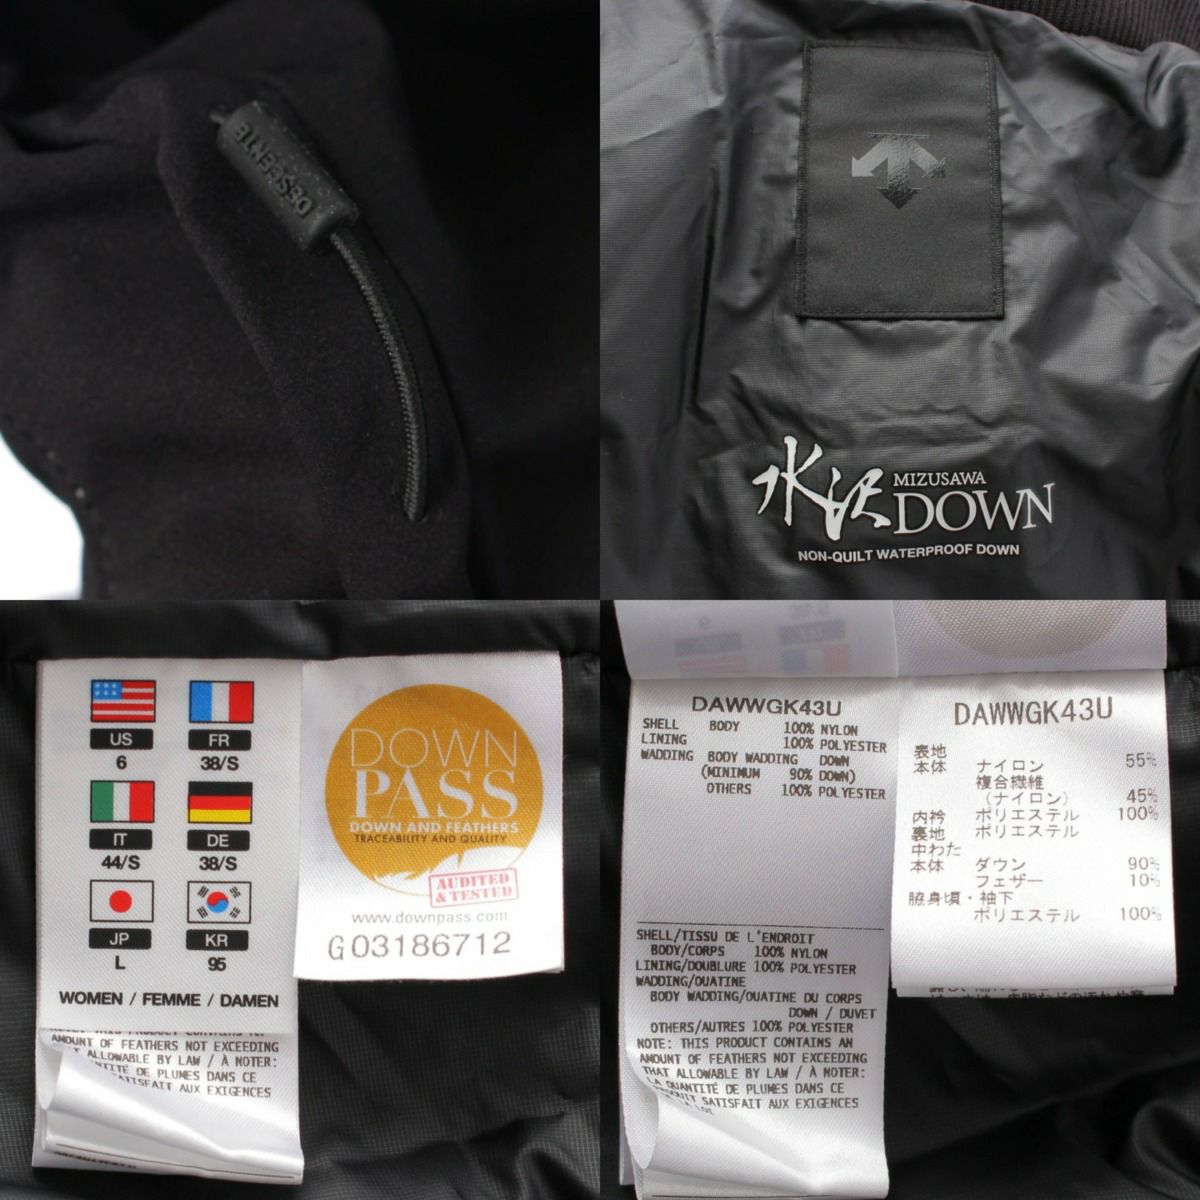 DESCENTE
水沢
MIZUSAWA
DOWN
NON-QUILT WATERPROOF DOWN
US
FR
6
38/S
IT
DE
44/S
38/S
JP
KR
L
95
WOMEN / FEMME / DAMEN
AMOUNT OF FEATHERS NOT EXCEEDING
ALLOWABLE BY LAW / À NOTER:
DE PLUMES DANS CE
SATISFAIT AUX EXIGENCES
DOWN
PASS
DOWN AND FEATHERS
TRACEABILITY AND QUALITY
AUDITED
& TESTED
www.downpass.com
G03186712
DAWWGK43U
SHELL BODY 100% NYLON
LINING 100% POLYESTER
WADDING BODY WADDING DOWN
(MINIMUM 90% DOWN)
OTHERS 100% POLYESTER
SHELL/TISSU DE L'ENDROIT
BODY/CORPS 100% NYLON
LINING/DOUBLURE 100% POLYESTER
WADDING/OUATINE
BODY WADDING/OUATINE DU CORPS
DOWN / DUVET
OTHERS/AUTRES 100% POLYESTER
NOTE: THIS PRODUCT CONTAINS AN
AMOUNT OF FEATHERS NOT EXCEEDING
THAT ALLOWABLE BY LAW / À NOTER:
LA QUANTITÉ DE PLUMES DANS CE
PRODUIT SATISFAIT AUX EXIGENCES
LOI
DAWWGK43U
表地
本体 ナイロン 55%
複合繊維
(ナイロン) 45%
内衿 ポリエステル 100%
裏地 ポリエステル
中わた
本体 ダウン 90%
フェザー 10%
脇身頃・袖下
ポリエステル 100%